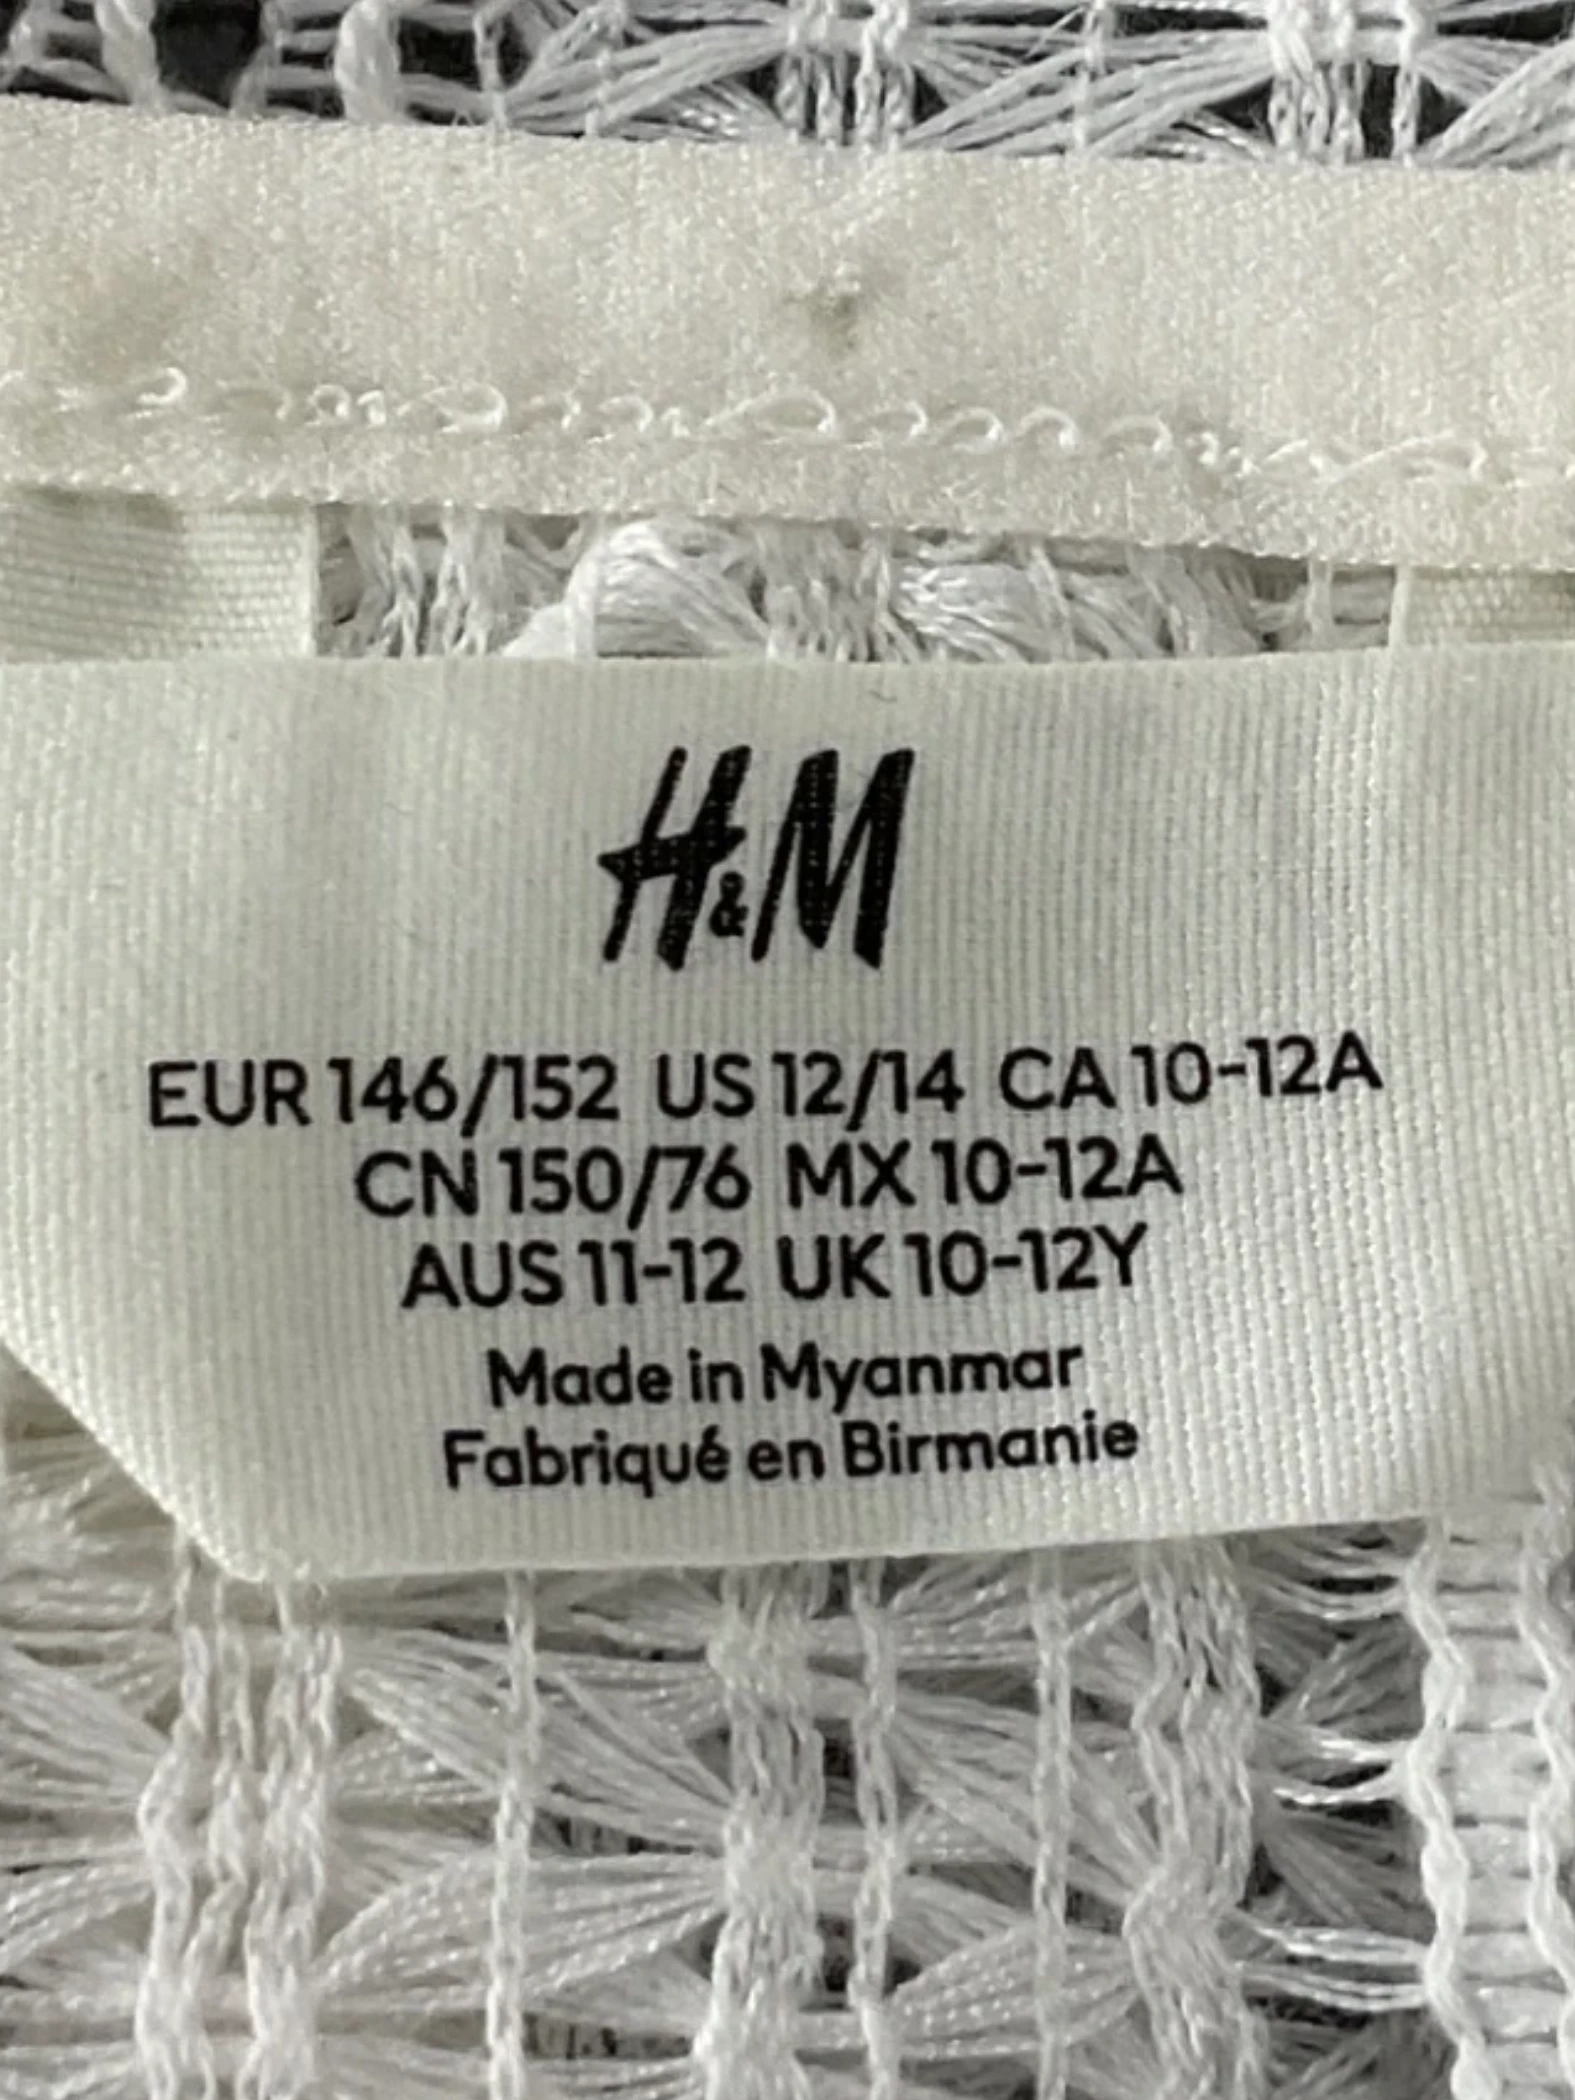 H&M
EUR 146/152 US 12/14 CA 10-12A
CN 150/76 MX 10-12A
AUS 11-12 UK 10-12Y
Made in Myanmar
Fabriqué en Birmanie